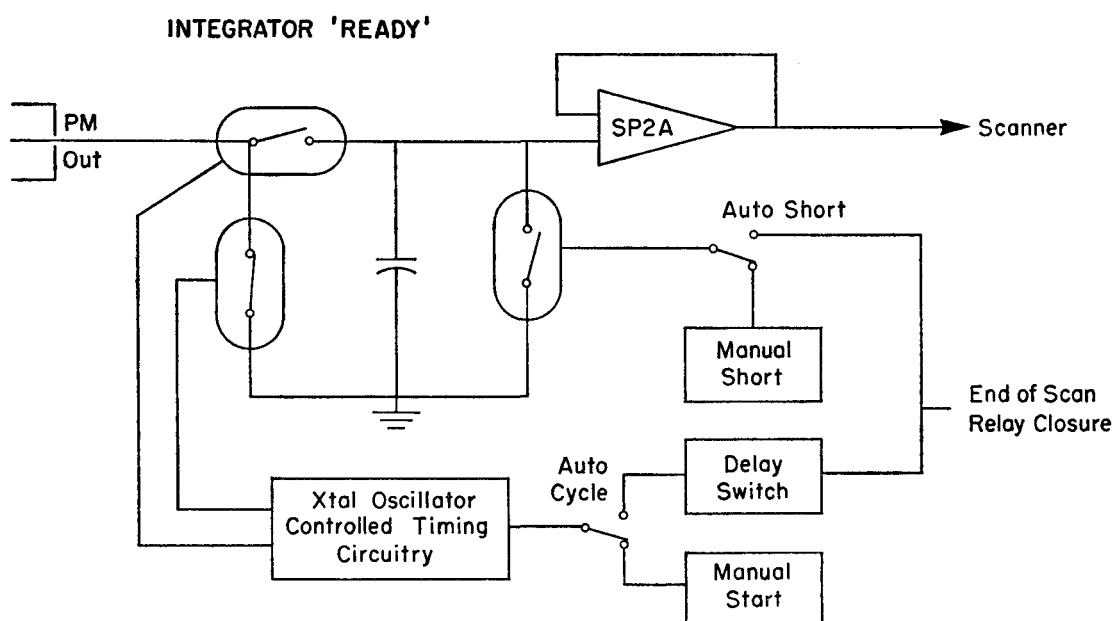 INTEGRATOR 'READY'
PM
Out
SP2A
Scanner
Auto Short
Manual
Short
End of Scan
Relay Closure
Auto
Cycle
Delay
Switch
Xtal Oscillator
Controlled Timing
Circuitry
Manual
Start